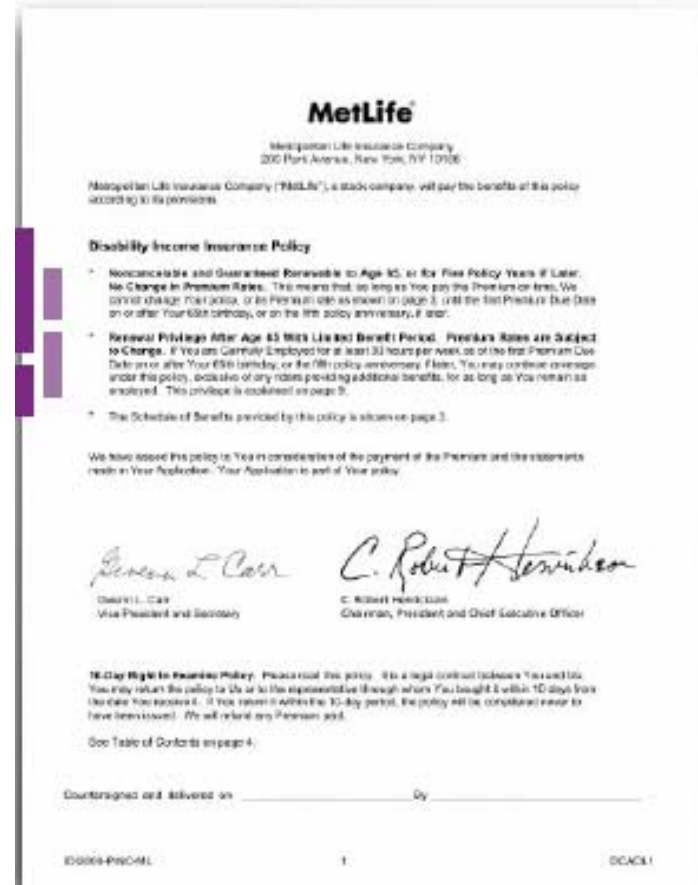 MetLife®
Metropolitan Life Insurance Company
200 Park Avenue, New York, NY 10166
Metropolitan Life Insurance Company ("MetLife"), a stock company, will pay the benefits of this policy
according to its provisions.
Disability Income Insurance Policy
* Noncancelable and Guaranteed Renewable to Age 65, or for Five Policy Years if Later.
No Change in Premium Rates. This means that, as long as You pay the Premium on time, We
cannot change Your policy, or its Premium rate as shown on page 3, until the first Premium Due Date
on or after Your 65th birthday, or on the fifth policy anniversary, if later.
* Renewal Privilege After Age 65 With Limited Benefit Period. Premium Rates are Subject
to Change. If You are Gainfully Employed for at least 30 hours per week, as of the first Premium Due
Date on or after Your 65th birthday, or the fifth policy anniversary, if later, You may continue coverage
under this policy, exclusive of any riders providing additional benefits, for as long as You remain so
employed. This privilege is explained on page 9.
* The Schedule of Benefits provided by this policy is shown on page 3.
We have issued this policy to You in consideration of the payment of the Premium and the statements
made in Your Application. Your Application is part of Your policy.
L. Carr
C. Robert Henrikson
L. Carr
C. Robert Henrikson
Vice-President and Secretary
Chairman, President and Chief Executive Officer
10-Day Right to Examine Policy. Please read this policy. It is a legal contract between You and Us.
You may return the policy to Us or to the representative through whom You bought it within 10 days from
the date You receive it. If You return it within the 10-day period, the policy will be considered never to
have been issued. We will refund any Premium paid.
See Table of Contents on page 4.
Countersigned and delivered on
By
1